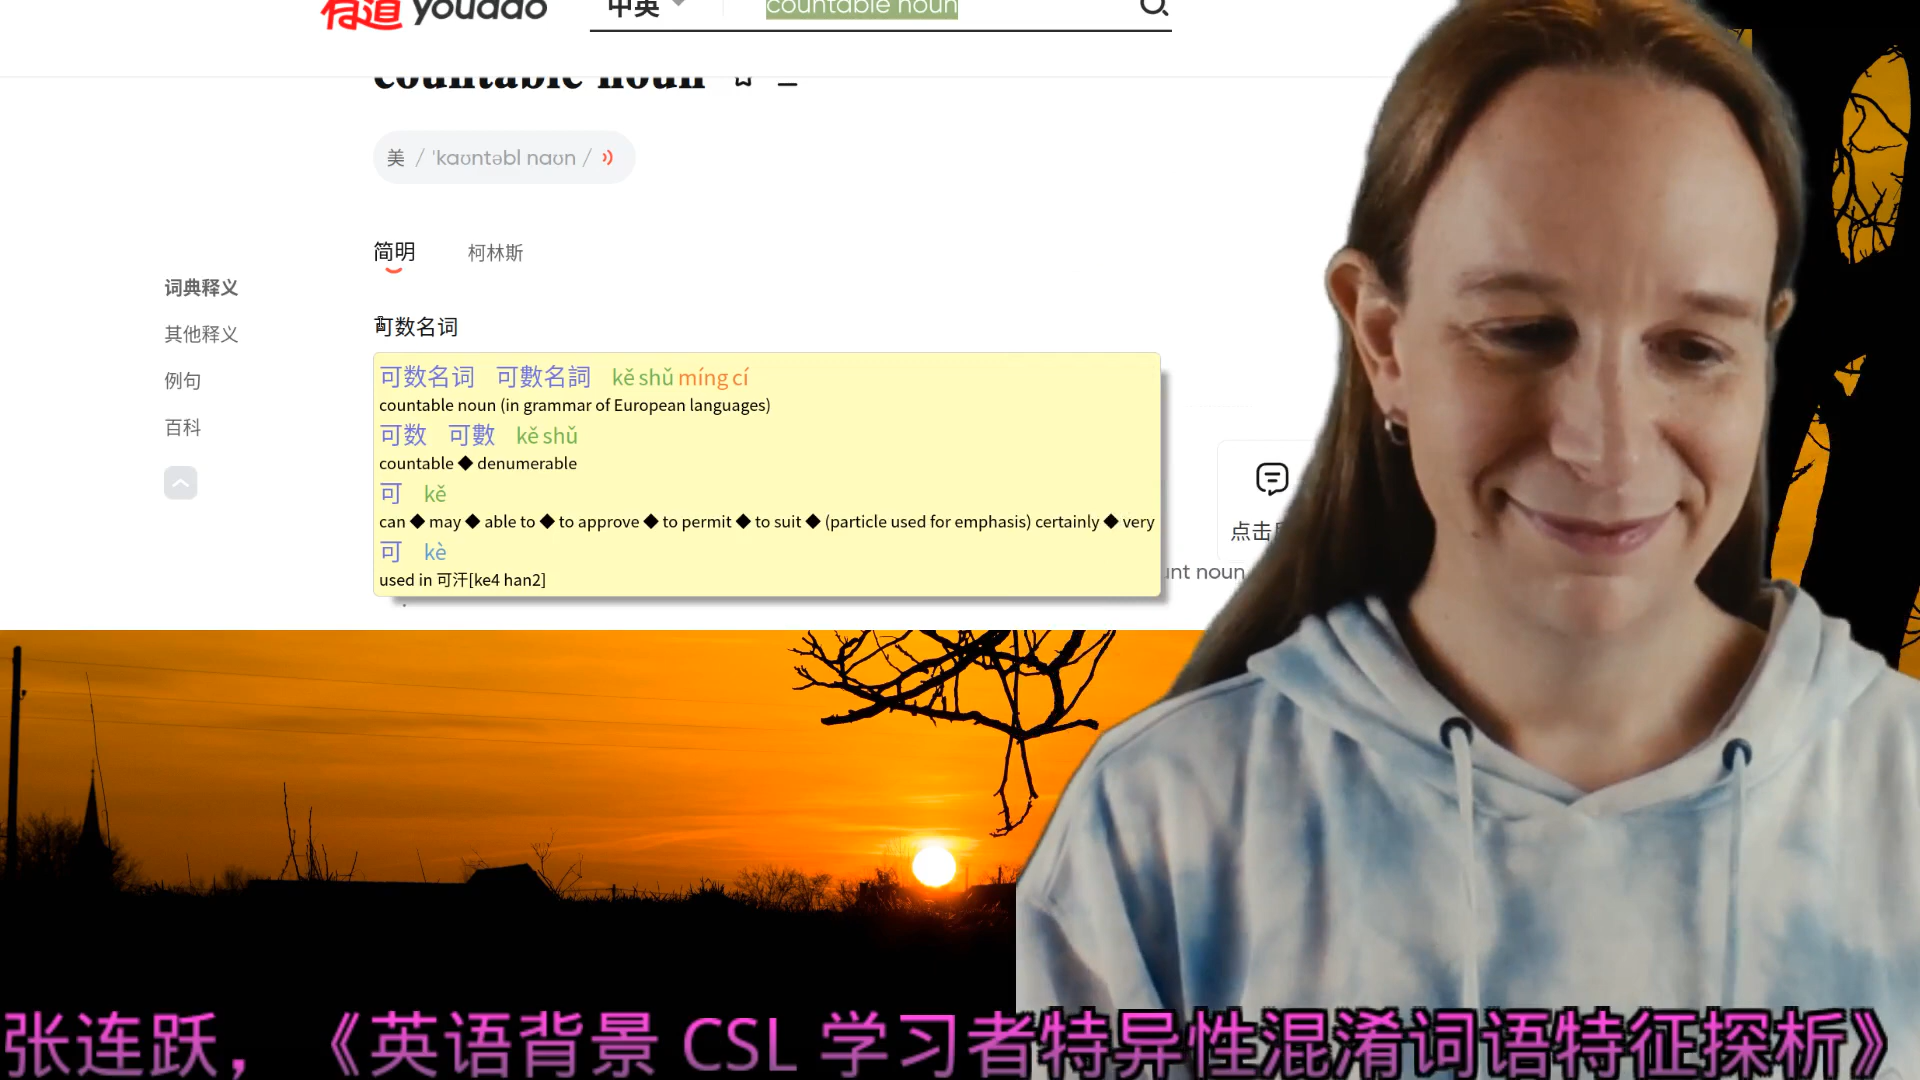 有道 youdao 中英 countable noun
countable noun
美 / ˈkaʊntəbl naʊn /
简明 柯林斯
词典释义
其他释义
例句
百科
可数名词
可数名词 可數名詞 kě shǔ míng cí
countable noun (in grammar of European languages)
可数 可數 kě shǔ
countable ◆ denumerable
可 kě
can ◆ may ◆ able to ◆ to approve ◆ to permit ◆ to suit ◆ (particle used for emphasis) certainly ◆ very
可 kè
used in 可汗[ke4 han2]
点击
noun
张连跃，《英语背景 CSL 学习者特异性混淆词语特征探析》